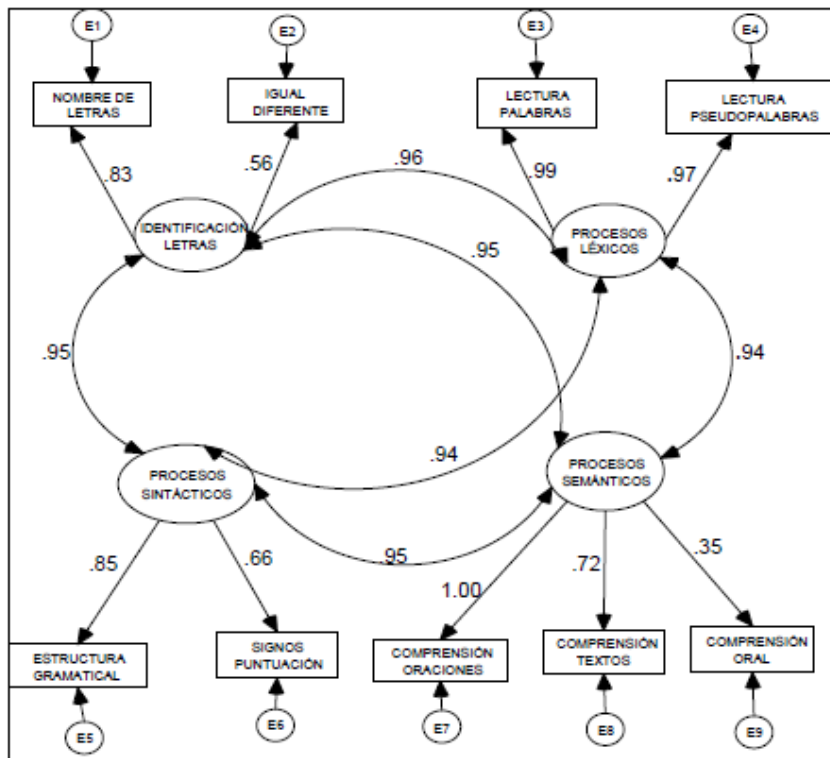 E1
E2
E3
E4
NOMBRE DE
LETRAS
IGUAL
DIFERENTE
LECTURA
PALABRAS
LECTURA
PSEUDOPALABRAS
.83
.56
.96
.99
.97
IDENTIFICACIÓN
LETRAS
PROCESOS
LÉXICOS
.95
.95
.94
.94
PROCESOS
SINTÁCTICOS
PROCESOS
SEMÁNTICOS
.85
.66
.95
1.00
.72
.35
ESTRUCTURA
GRAMATICAL
SIGNOS
PUNTUACIÓN
COMPRENSIÓN
ORACIONES
COMPRENSIÓN
TEXTOS
COMPRENSIÓN
ORAL
E5
E6
E7
E8
E9